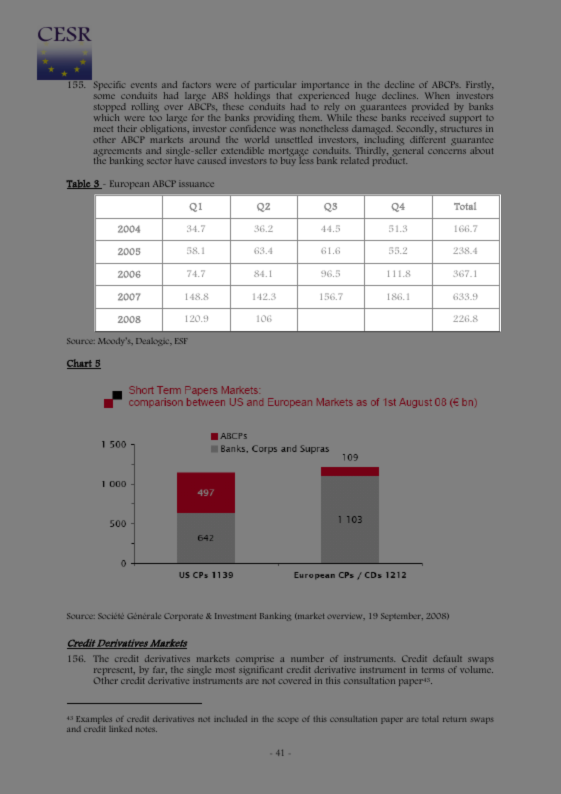 CESR
155. Specific events and factors were of particular importance in the decline of ABCPs. Firstly,
some conduits had large ABS holdings that experienced huge declines. When investors
stopped rolling over ABCPs, these conduits had to rely on guarantees provided by banks
which were too large for the banks providing them. While these banks received support to
meet their obligations, investor confidence was nonetheless damaged. Secondly, structures in
other ABCP markets around the world unsettled investors, including different guarantee
agreements and single-seller extendible mortgage conduits. Thirdly, general concerns about
the banking sector have caused investors to buy less bank related product.
Table 3 - European ABCP issuance
Q1 Q2 Q3 Q4 Total
2004 34.7 36.2 44.5 51.3 166.7
2005 58.1 63.4 61.6 55.2 238.4
2006 74.7 84.1 96.5 111.8 367.1
2007 148.8 142.3 156.7 186.1 633.9
2008 120.9 106 226.8
Source: Moody's, Dealogic, ESF
Chart 5
Short Term Papers Markets:
comparison between US and European Markets as of 1st August 08 (€ bn)
ABCPs
Banks, Corps and Supras
1 500
1 000
500
0
497
642
109
1 103
US CPs 1139
European CPs / CDs 1212
Source: Société Générale Corporate & Investment Banking (market overview, 19 September, 2008)
Credit Derivatives Markets
156. The credit derivatives markets comprise a number of instruments. Credit default swaps
represent, by far, the single most significant credit derivative instrument in terms of volume.
Other credit derivative instruments are not covered in this consultation paper⁴³.
⁴³ Examples of credit derivatives not included in the scope of this consultation paper are total return swaps
and credit linked notes.
- 41 -